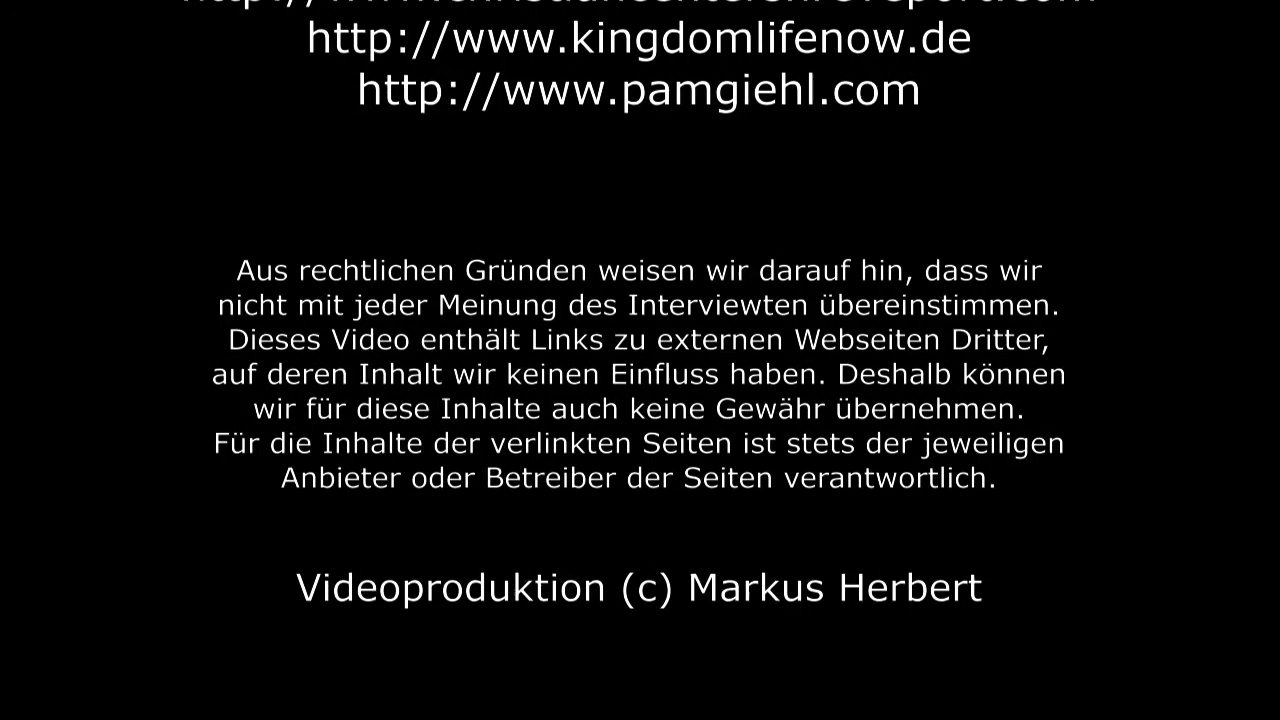 http://www.kingdomlifenow.de
http://www.pamgiehl.com
Aus rechtlichen Gründen weisen wir darauf hin, dass wir
nicht mit jeder Meinung des Interviewten übereinstimmen.
Dieses Video enthält Links zu externen Webseiten Dritter,
auf deren Inhalt wir keinen Einfluss haben. Deshalb können
wir für diese Inhalte auch keine Gewähr übernehmen.
Für die Inhalte der verlinkten Seiten ist stets der jeweiligen
Anbieter oder Betreiber der Seiten verantwortlich.
Videoproduktion (c) Markus Herbert